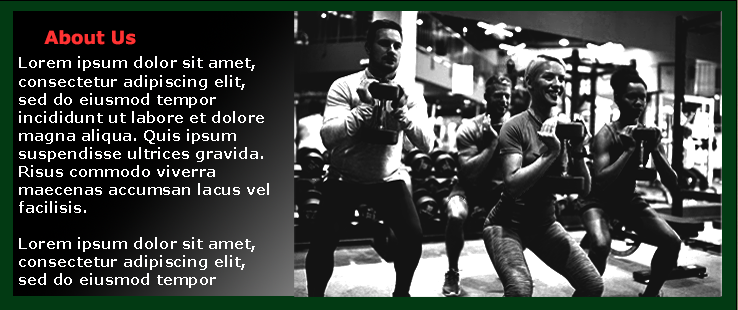 About Us
Lorem ipsum dolor sit amet,
consectetur adipiscing elit,
sed do eiusmod tempor
incididunt ut labore et dolore
magna aliqua. Quis ipsum
suspendisse ultrices gravida.
Risus commodo viverra
maecenas accumsan lacus vel
facilisis.
Lorem ipsum dolor sit amet,
consectetur adipiscing elit,
sed do eiusmod tempor